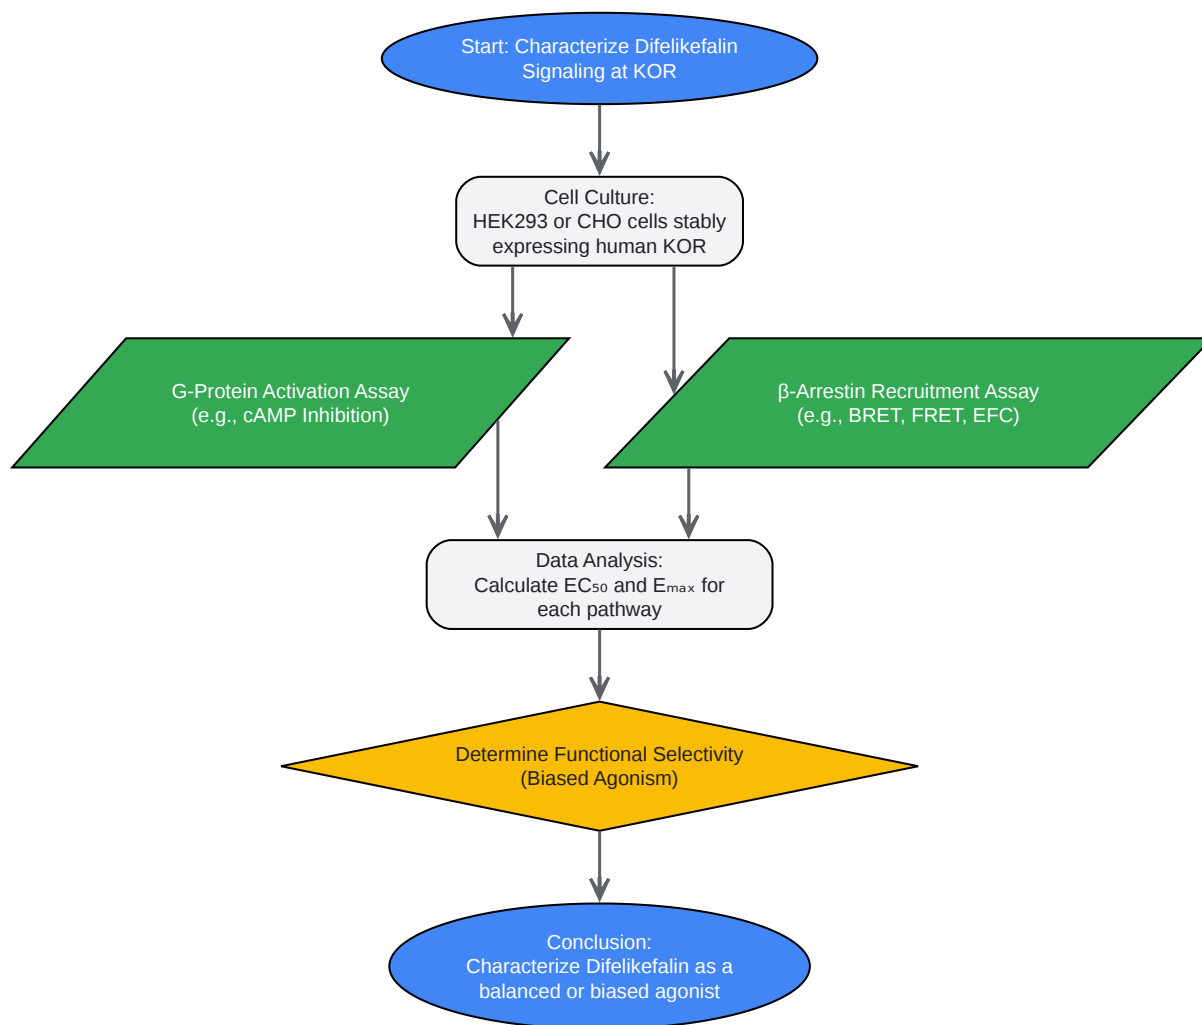 Start: Characterize Difelikefalin
Signaling at KOR
Cell Culture:
HEK293 or CHO cells stably
expressing human KOR
G-Protein Activation Assay
(e.g., cAMP Inhibition)
β-Arrestin Recruitment Assay
(e.g., BRET, FRET, EFC)
Data Analysis:
Calculate EC₅₀ and Eₘₐₓ for
each pathway
Determine Functional Selectivity
(Biased Agonism)
Conclusion:
Characterize Difelikefalin as a
balanced or biased agonist